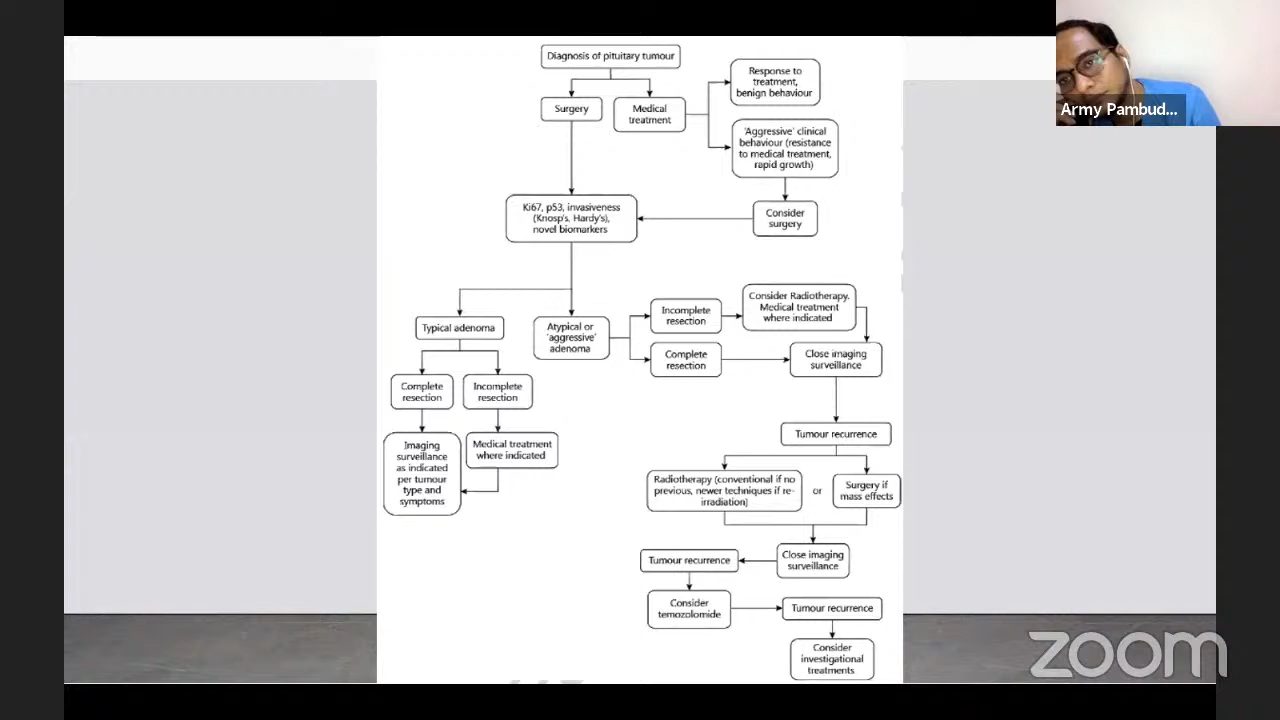 Diagnosis of pituitary tumour
Surgery
Medical
treatment
Response to
treatment,
benign behaviour
'Aggressive' clinical
behaviour (resistance
to medical treatment,
rapid growth)
Consider
surgery
Ki67, p53, invasiveness
(Knosp's, Hardy's),
novel biomarkers
Typical adenoma
Complete
resection
Incomplete
resection
Imaging
surveillance
as indicated
per tumour
type and
symptoms
Medical treatment
where indicated
Atypical or
'aggressive'
adenoma
Incomplete
resection
Complete
resection
Consider Radiotherapy.
Medical treatment
where indicated
Close imaging
surveillance
Tumour recurrence
Radiotherapy (conventional if no
previous, newer techniques if re-
irradiation)
or
Surgery if
mass effects
Close imaging
surveillance
Tumour recurrence
Consider
temozolomide
Tumour recurrence
Consider
investigational
treatments
Army Pambud...
zoom